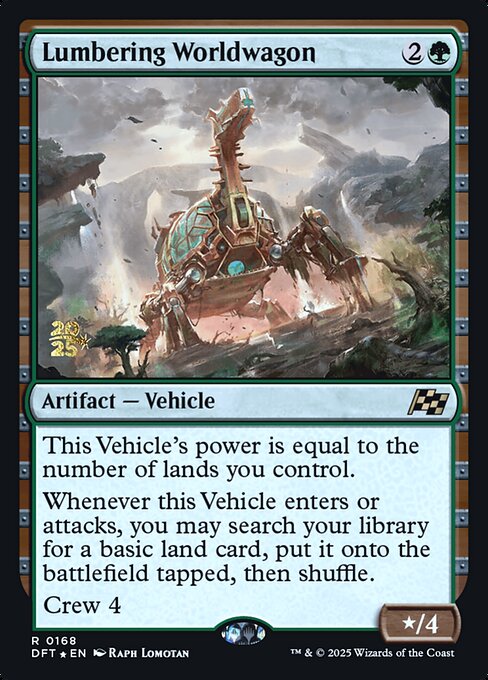 Lumbering Worldwagon 2
2025
Artifact — Vehicle
This Vehicle's power is equal to the
number of lands you control.
Whenever this Vehicle enters or
attacks, you may search your library
for a basic land card, put it onto the
battlefield tapped, then shuffle.
Crew 4
★/4
R 0168
DFT ★ EN Raph Lomotan
™ & © 2025 Wizards of the Coast